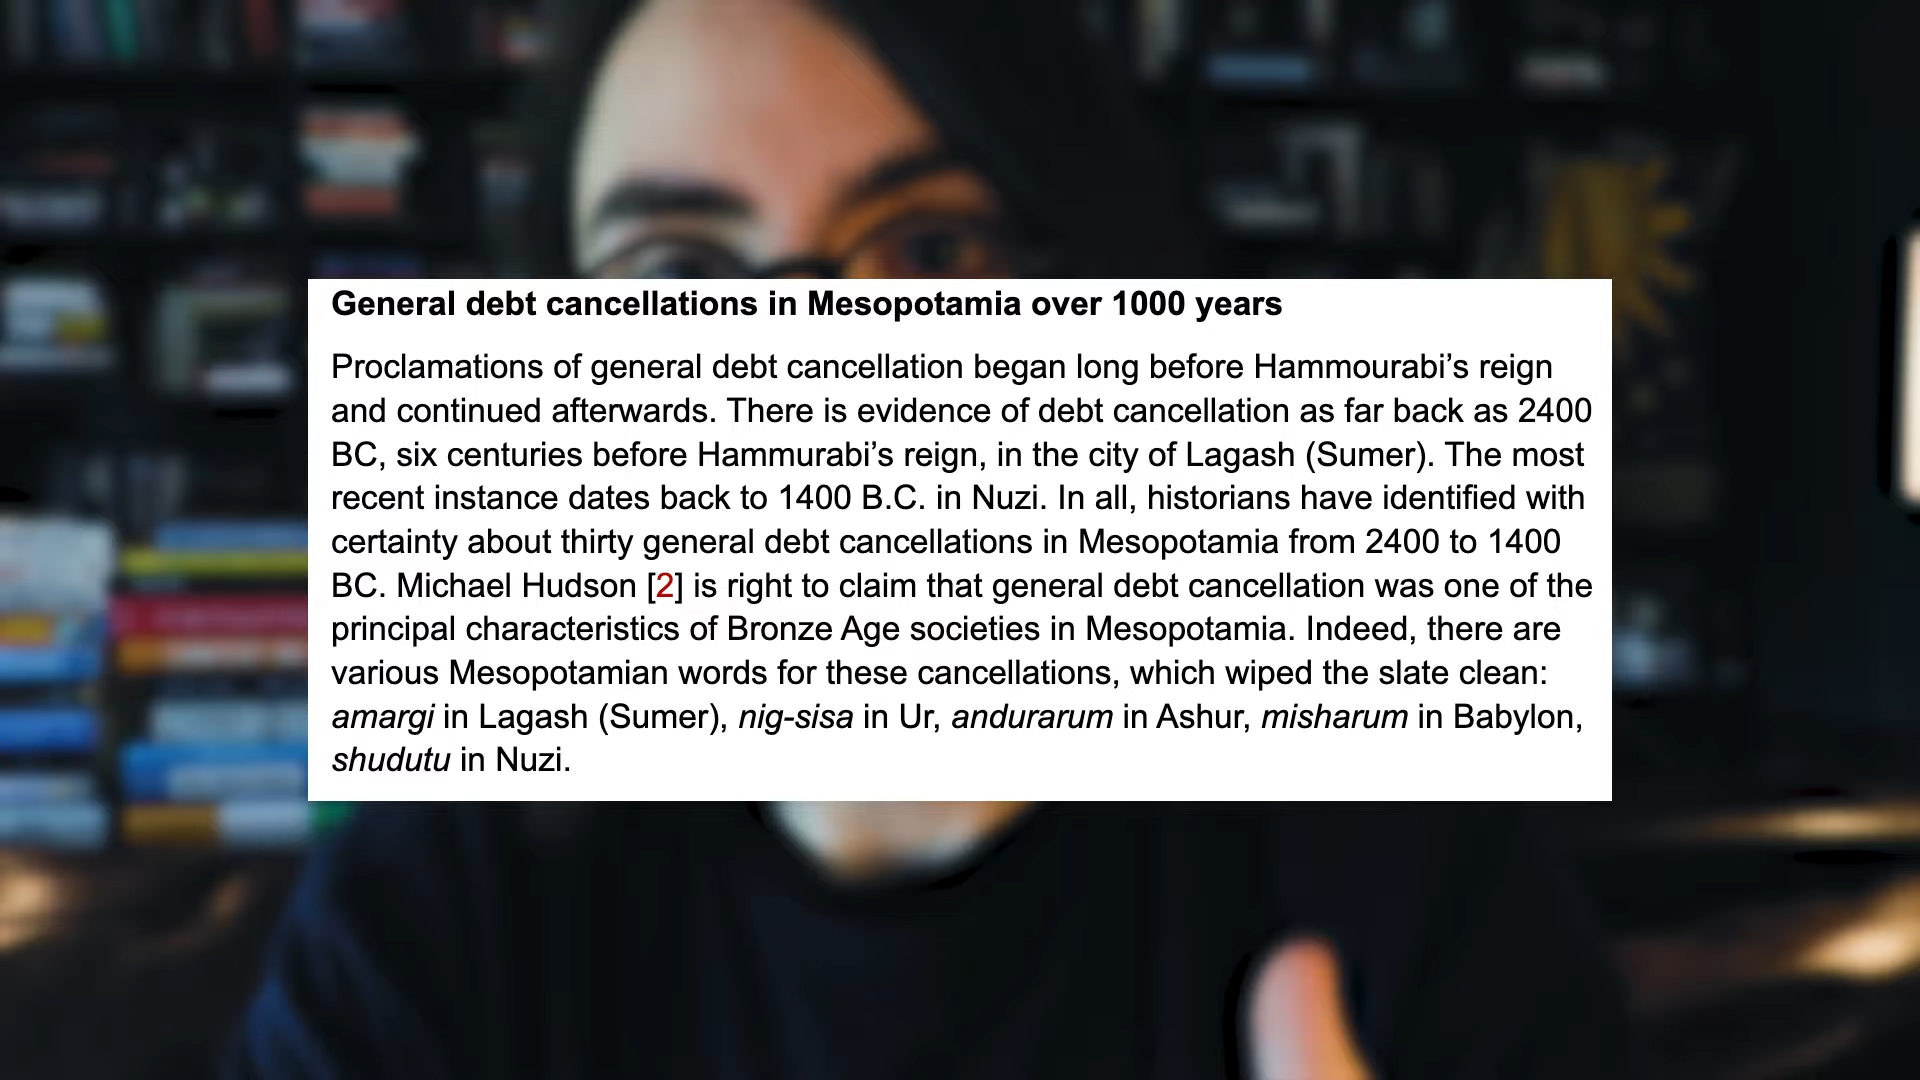 General debt cancellations in Mesopotamia over 1000 years
Proclamations of general debt cancellation began long before Hammourabi’s reign
and continued afterwards. There is evidence of debt cancellation as far back as 2400
BC, six centuries before Hammurabi’s reign, in the city of Lagash (Sumer). The most
recent instance dates back to 1400 B.C. in Nuzi. In all, historians have identified with
certainty about thirty general debt cancellations in Mesopotamia from 2400 to 1400
BC. Michael Hudson [2] is right to claim that general debt cancellation was one of the
principal characteristics of Bronze Age societies in Mesopotamia. Indeed, there are
various Mesopotamian words for these cancellations, which wiped the slate clean:
amargi in Lagash (Sumer), nig-sisa in Ur, andurarum in Ashur, misharum in Babylon,
shudutu in Nuzi.